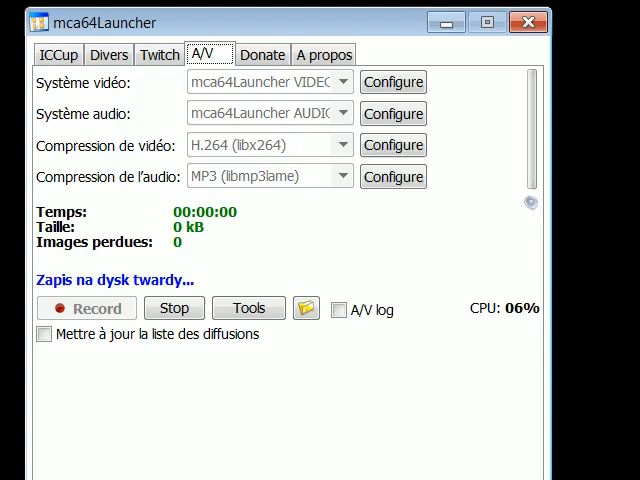 mca64Launcher
ICCup Divers Twitch A/V Donate A propos
Système vidéo: mca64Launcher VIDEO Configure
Système audio: mca64Launcher AUDIO Configure
Compression de vidéo: H.264 (libx264) Configure
Compression de l'audio: MP3 (libmp3lame) Configure
Temps: 00:00:00
Taille: 0 kB
Images perdues: 0
Zapis na dysk twardy...
Record Stop Tools A/V log CPU: 06%
Mettre à jour la liste des diffusions